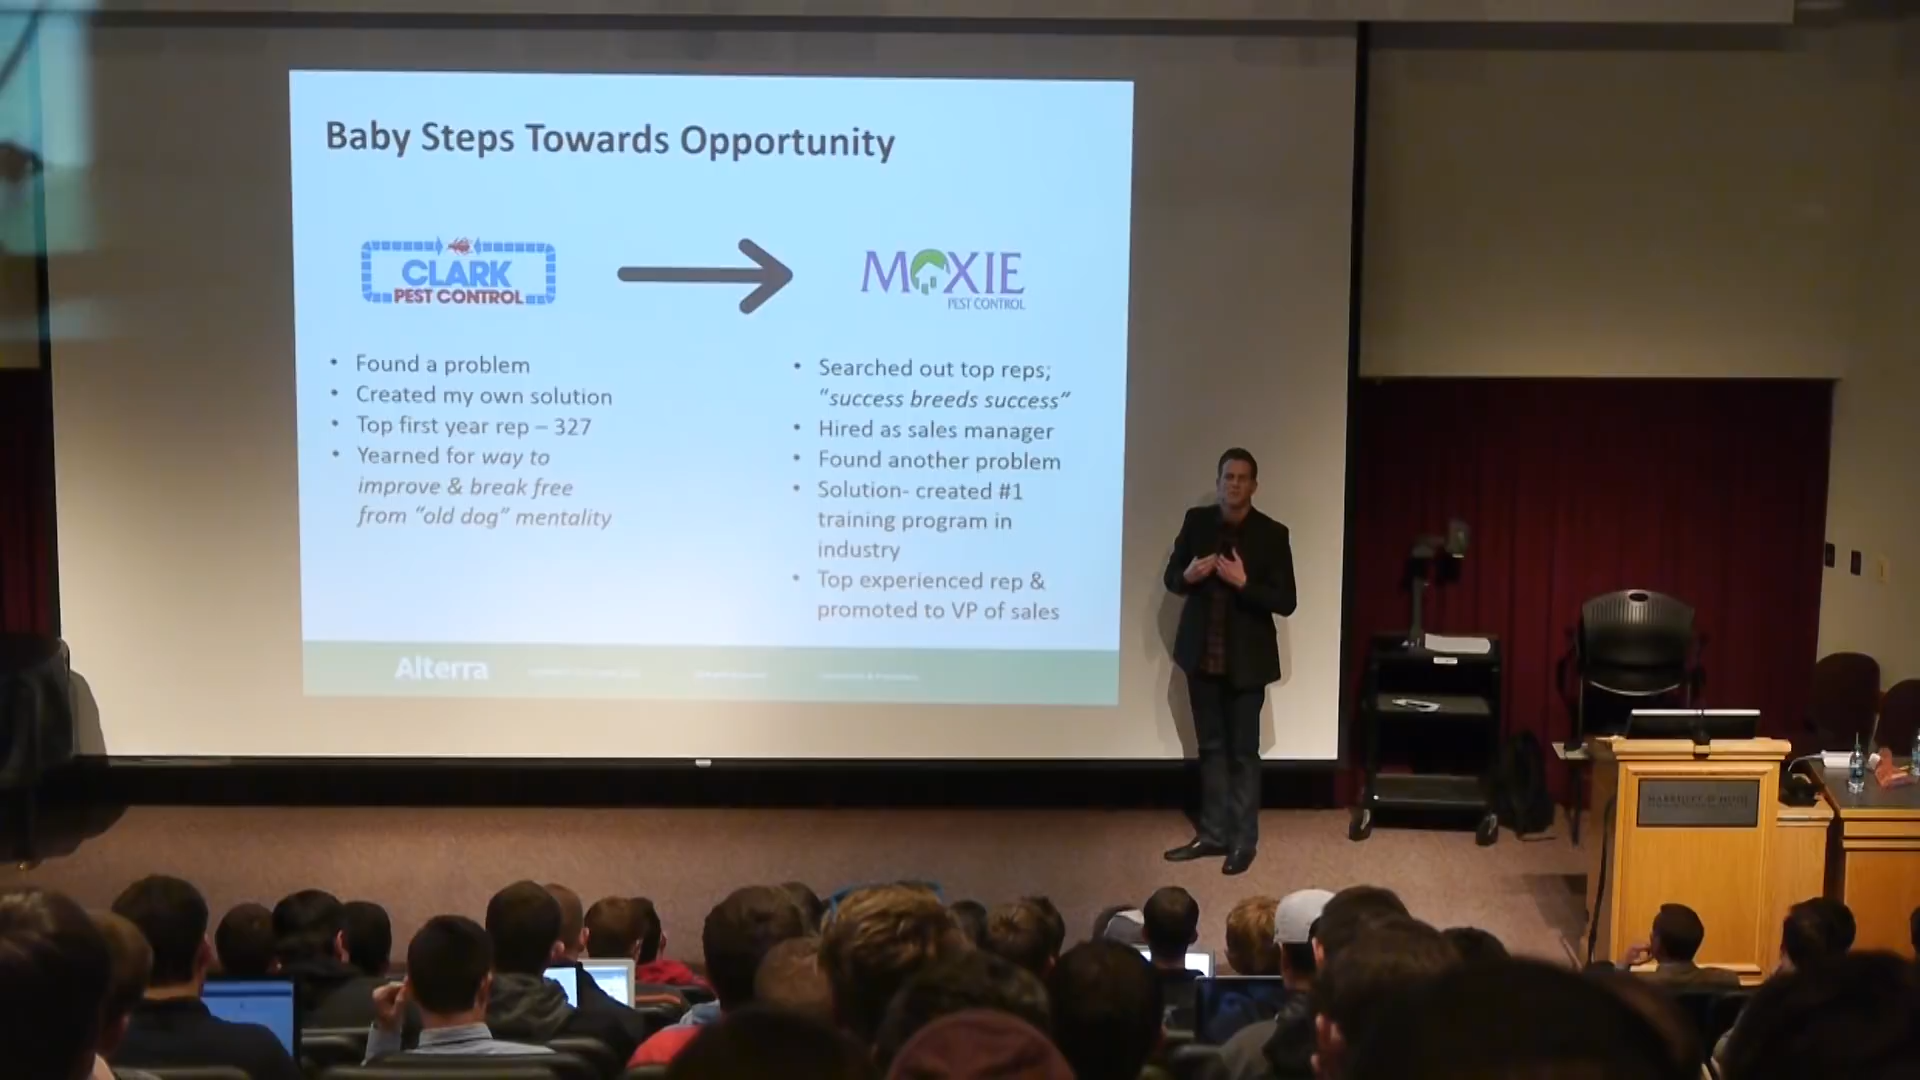 Baby Steps Towards Opportunity
CLARK
PEST CONTROL
MOXIE
PEST CONTROL
• Found a problem
• Created my own solution
• Top first year rep – 327
• Yearned for way to
improve & break free
from “old dog” mentality
• Searched out top reps;
“success breeds success”
• Hired as sales manager
• Found another problem
• Solution- created #1
training program in
industry
• Top experienced rep &
promoted to VP of sales
Alterra